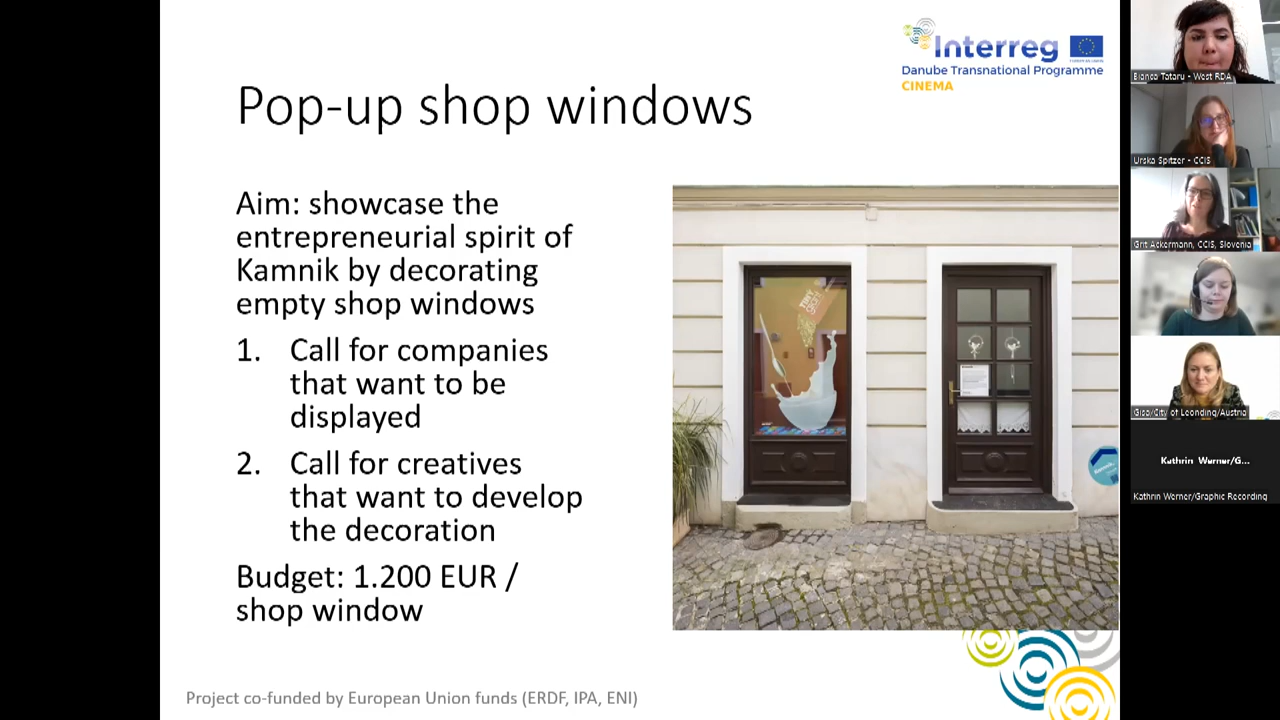 Interreg
Danube Transnational Programme
CINEMA
Pop-up shop windows
Aim: showcase the
entrepreneurial spirit of
Kamnik by decorating
empty shop windows
1. Call for companies
that want to be
displayed
2. Call for creatives
that want to develop
the decoration
Budget: 1.200 EUR /
shop window
Project co-funded by European Union funds (ERDF, IPA, ENI)
Bianca Tataru - West RDA
Urska Spitzer - CCIS
Grit Ackermann, CCIS, Slovenia
Gisa/City of Leonding/Austria
Kathrin Werner/G...
Kathrin Werner/Graphic Recording